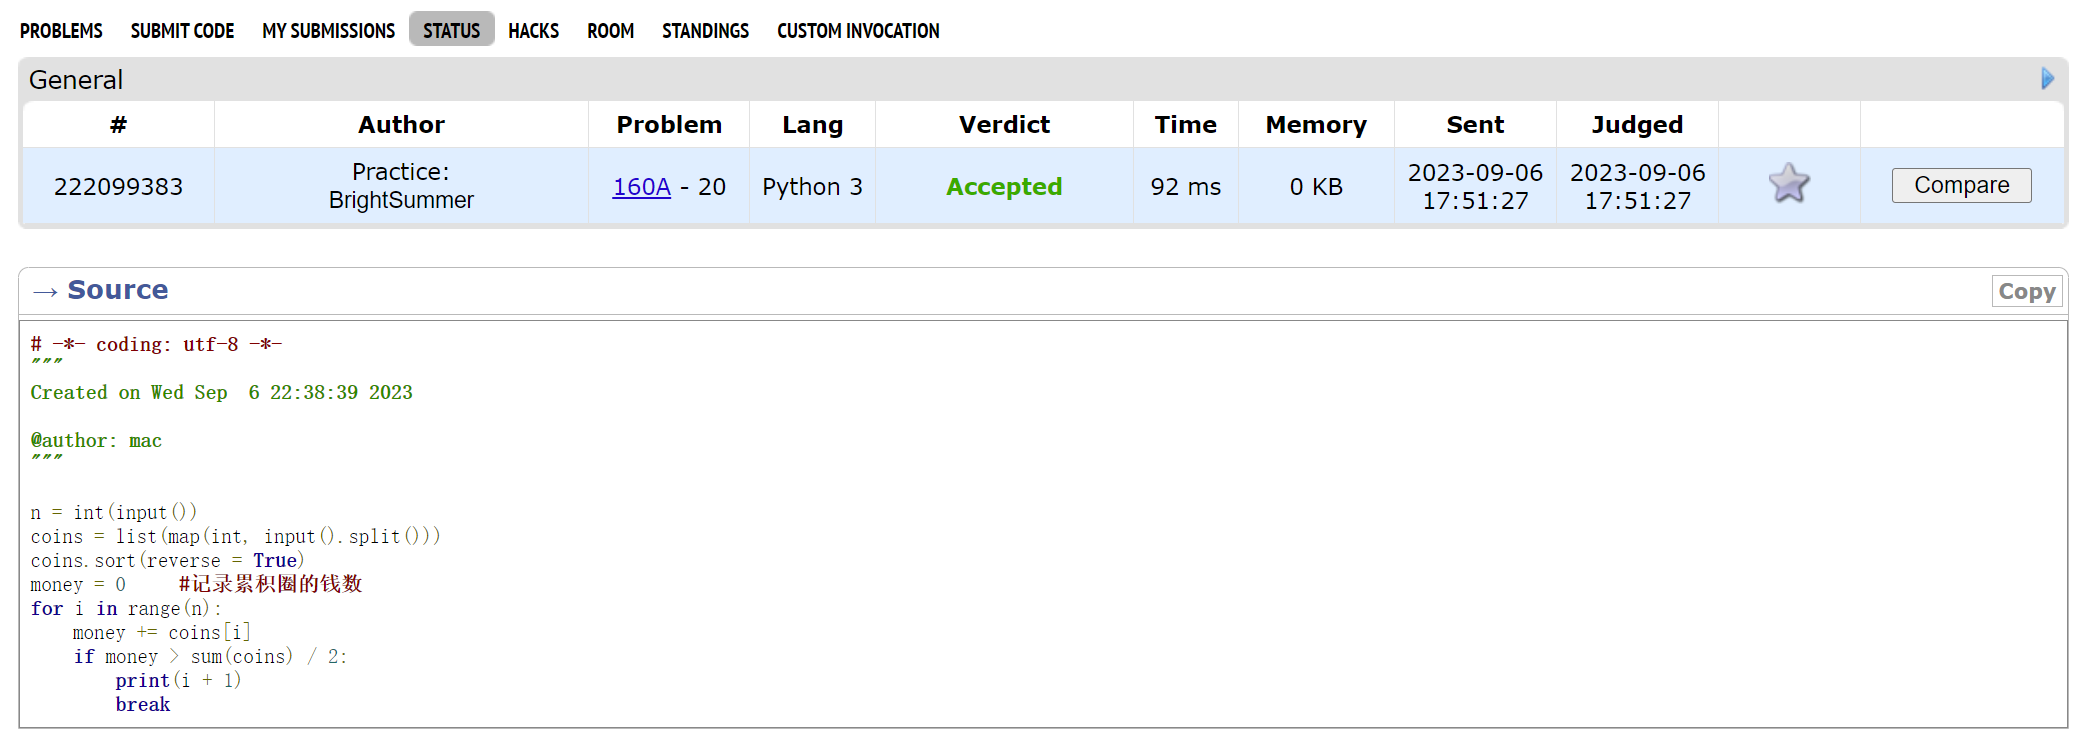 PROBLEMS SUBMIT CODE MY SUBMISSIONS STATUS HACKS ROOM STANDINGS CUSTOM INVOCATION
General
# Author Problem Lang Verdict Time Memory Sent Judged
222099383 Practice: BrightSummer 160A - 20 Python 3 Accepted 92 ms 0 KB 2023-09-06 17:51:27 2023-09-06 17:51:27 Compare
→ Source Copy
# -*- coding: utf-8 -*-
"""
Created on Wed Sep  6 22:38:39 2023
@author: mac
"""
n = int(input())
coins = list(map(int, input().split()))
coins.sort(reverse = True)
money = 0     #记录累积圈的钱数
for i in range(n):
    money += coins[i]
    if money > sum(coins) / 2:
        print(i + 1)
        break